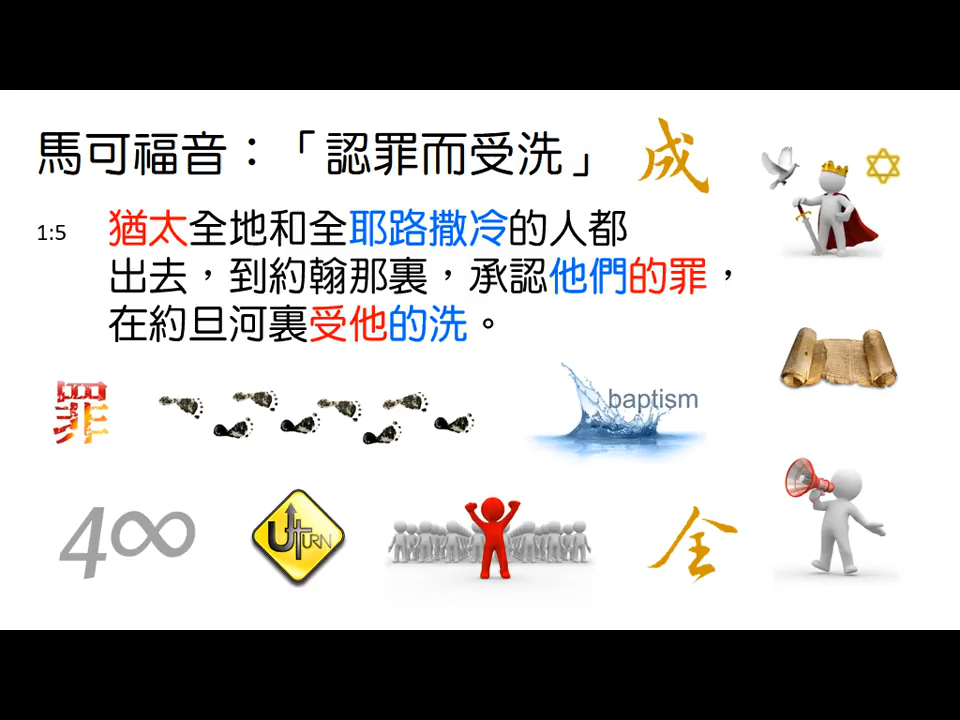 馬可福音：「認罪而受洗」
成
1:5
猶太全地和全耶路撒冷的人都
出去，到約翰那裏，承認他們的罪，
在約旦河裏受他的洗。
罪
baptism
4∞
U TURN
全